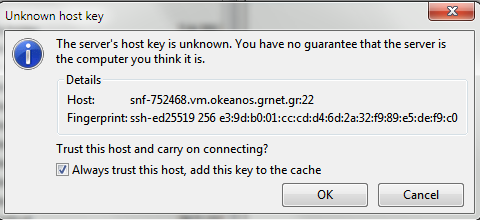 Unknown host key
The server's host key is unknown. You have no guarantee that the server is
the computer you think it is.
Details
Host: snf-752468.vm.okeanos.grnet.gr:22
Fingerprint: ssh-ed25519 256 e3:9d:b0:01:cc:cd:d4:6d:2a:32:f9:89:e5:de:f9:c0
Trust this host and carry on connecting?
Always trust this host, add this key to the cache
OK Cancel